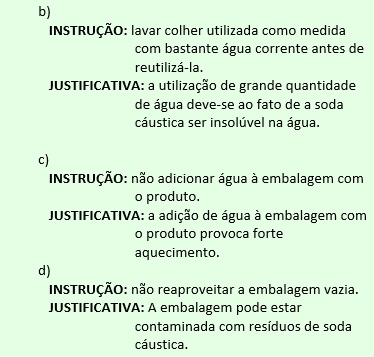 b)
INSTRUÇÃO: lavar colher utilizada como medida
com bastante água corrente antes de
reutilizá-la.
JUSTIFICATIVA: a utilização de grande quantidade
de água deve-se ao fato de a soda
cáustica ser insolúvel na água.
c)
INSTRUÇÃO: não adicionar água à embalagem com
o produto.
JUSTIFICATIVA: a adição de água à embalagem com
o produto provoca forte
aquecimento.
d)
INSTRUÇÃO: não reaproveitar a embalagem vazia.
JUSTIFICATIVA: A embalagem pode estar
contaminada com resíduos de soda
cáustica.